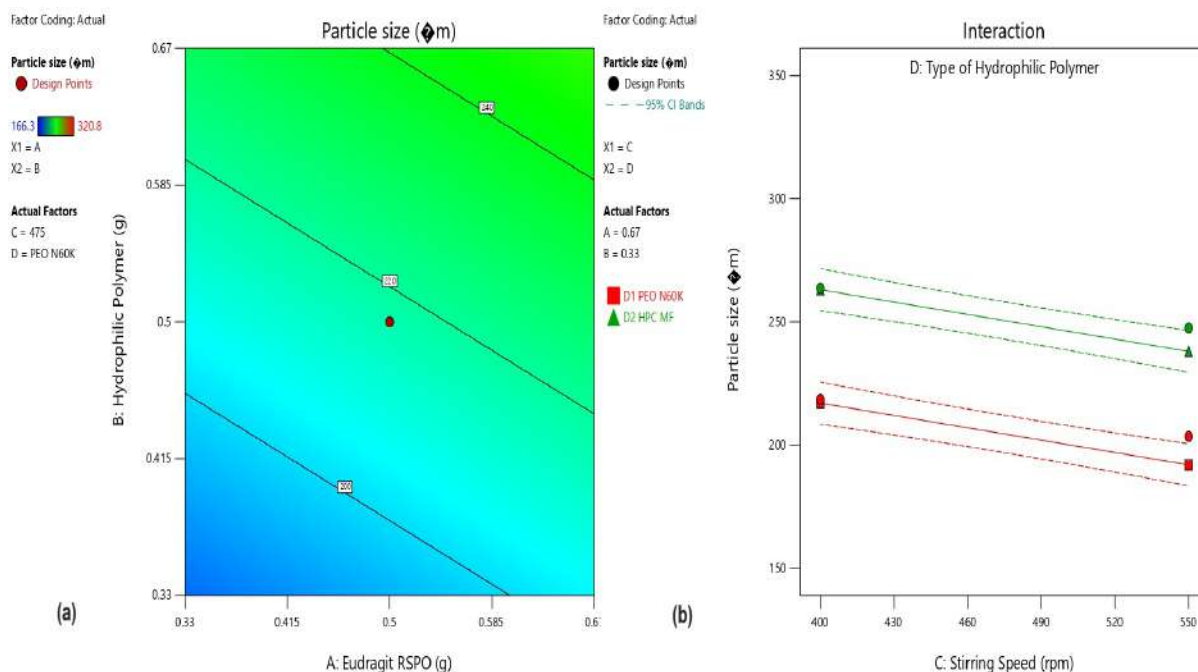 Factor Coding: Actual
Particle size (�m)
Design Points
166.3 320.8
X1 = A
X2 = B
Actual Factors
C = 475
D = PEO N60K
(a)
Particle size (�m)
B: Hydrophilic Polymer (g)
0.67
0.585
0.5
0.415
0.33
240
220
200
0.33 0.415 0.5 0.585 0.6
A: Eudragit RSPO (g)
Factor Coding: Actual
Particle size (�m)
Design Points
95% CI Bands
X1 = C
X2 = D
Actual Factors
A = 0.67
B = 0.33
D1 PEO N60K
D2 HPC MF
(b)
Interaction
D: Type of Hydrophilic Polymer
Particle size (�m)
350
300
250
200
150
400 430 460 490 520 550
C: Stirring Speed (rpm)